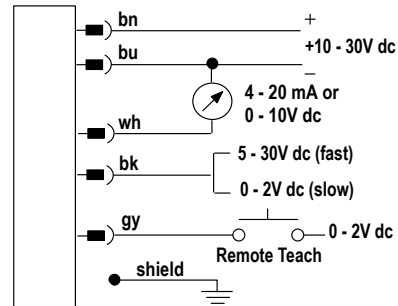 bn
+
+10 - 30V dc
bu
–
4 - 20 mA or
0 - 10V dc
wh
bk
5 - 30V dc (fast)
0 - 2V dc (slow)
gy
0 - 2V dc
Remote Teach
shield